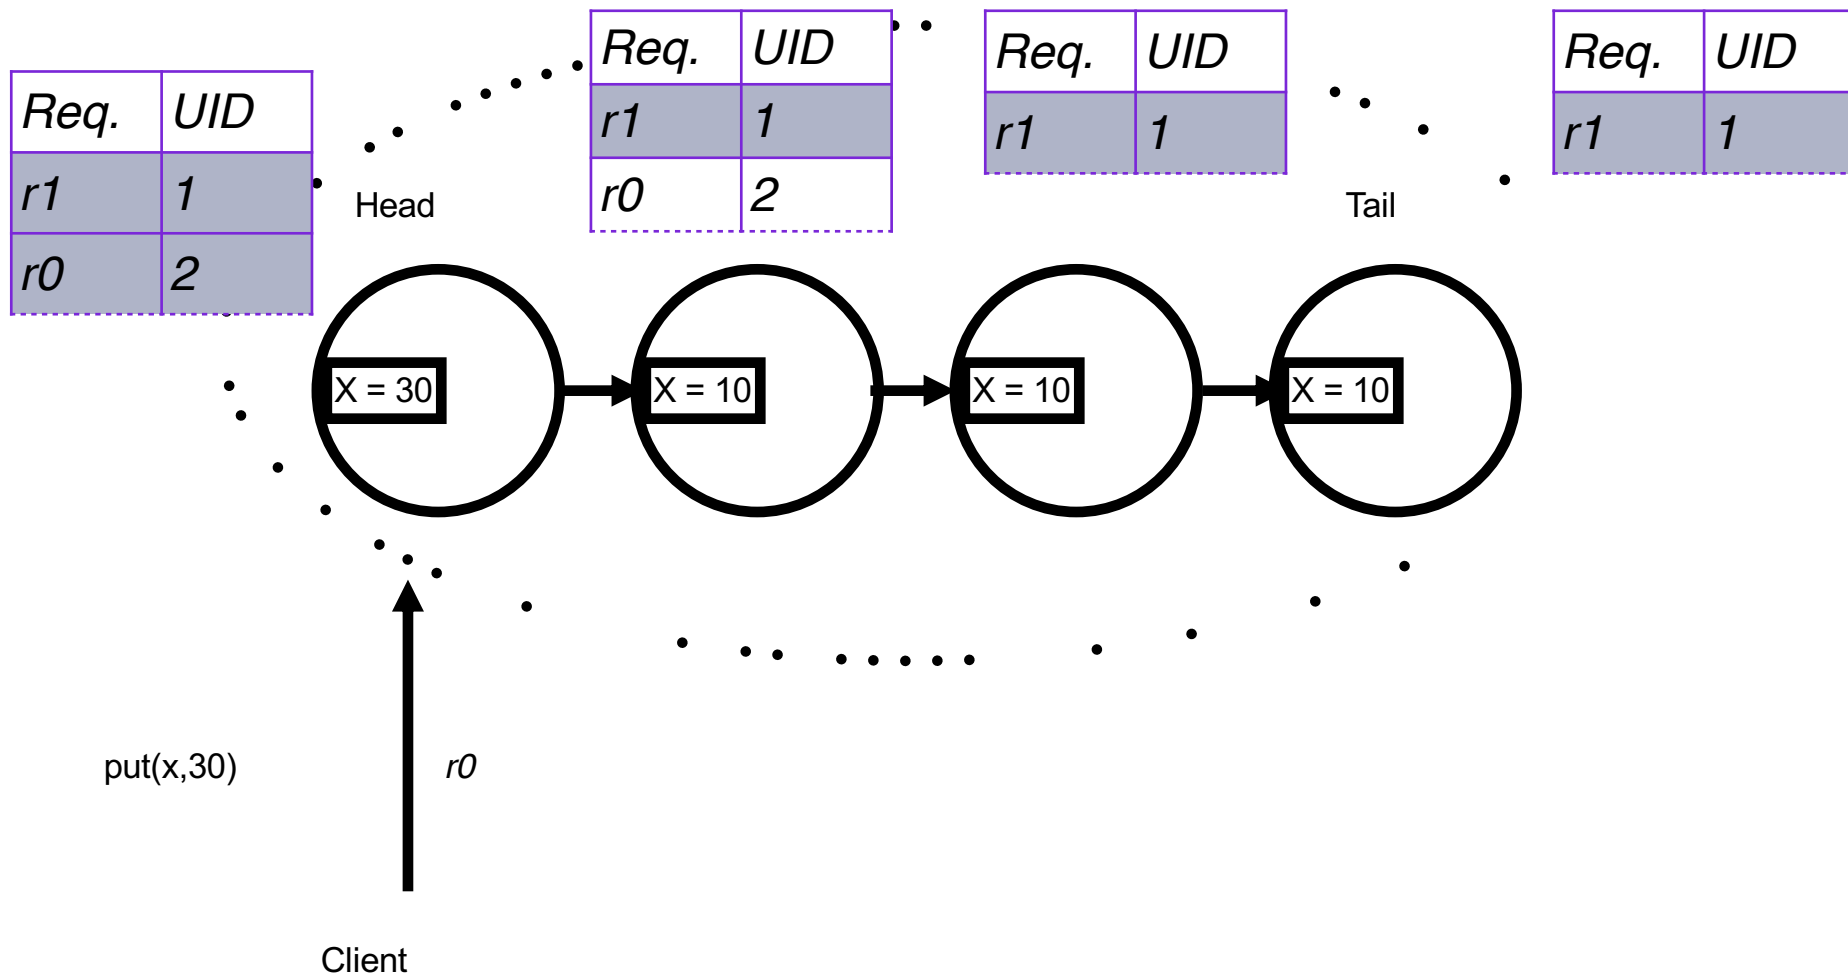 Req. UID
r1 1
r0 2
Req. UID
r1 1
r0 2
Req. UID
r1 1
Req. UID
r1 1
Head
Tail
X = 30
X = 10
X = 10
X = 10
put(x,30)
r0
Client